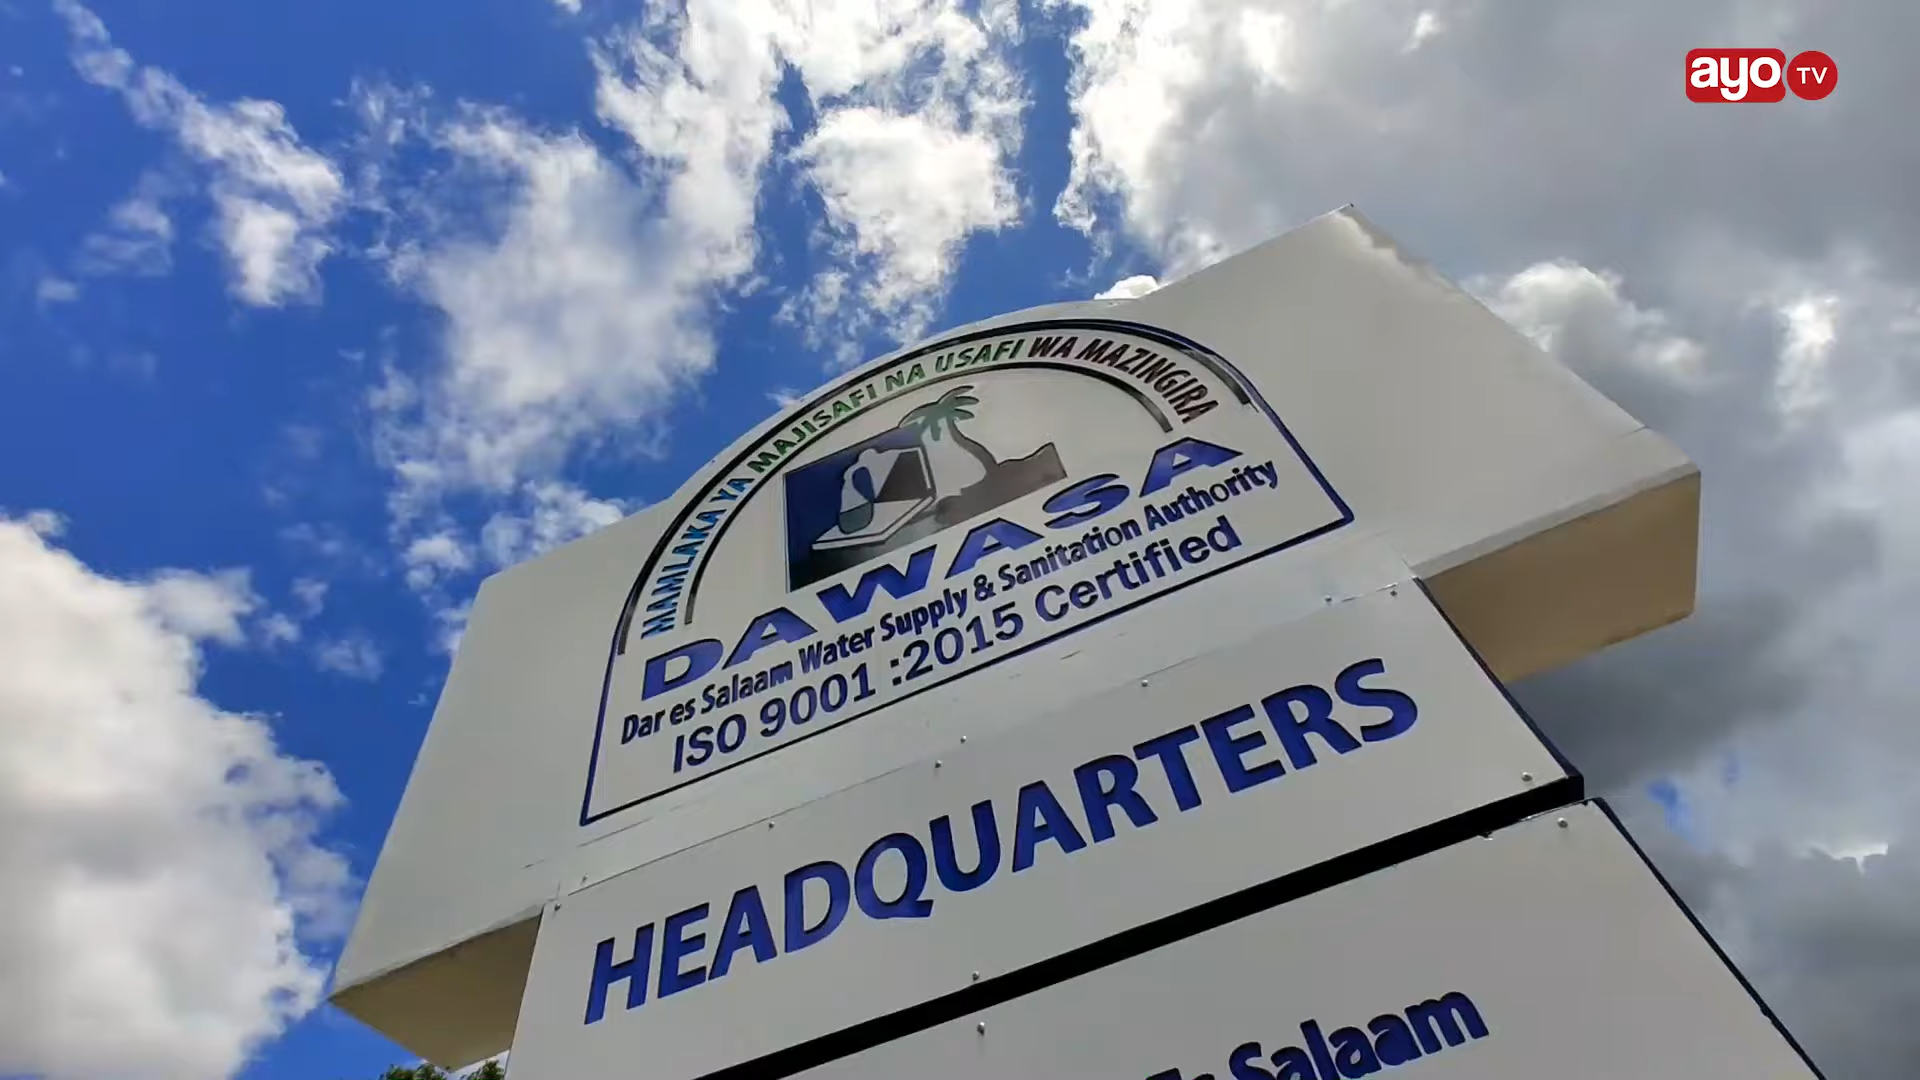 ayo TV
MAMLAKA YA MAJISAFI NA USAFI WA MAZINGIRA
DAWASA
Dar es Salaam Water Supply & Sanitation Authority
ISO 9001 :2015 Certified
HEADQUARTERS
Salaam